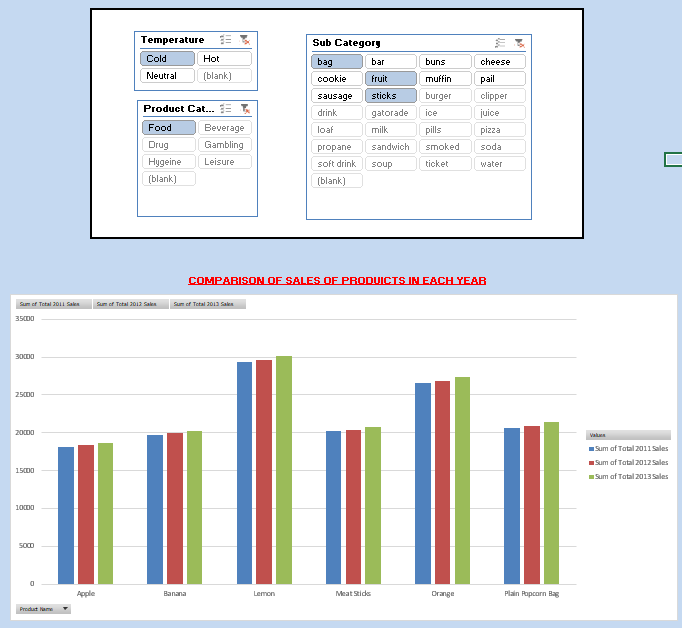 Temperature
Cold Hot
Neutral (blank)
Product Cat...
Food Beverage
Drug Gambling
Hygeine Leisure
(blank)
Sub Category
bag bar buns cheese
cookie fruit muffin pail
sausage sticks burger clipper
drink gatorade ice juice
loaf milk pills pizza
propane sandwich smoked soda
soft drink soup ticket water
(blank)
COMPARISON OF SALES OF PRODUICTS IN EACH YEAR
Sum of Total 2011 Sales Sum of Total 2012 Sales Sum of Total 2013 Sales
35000
30000
25000
20000
15000
10000
5000
0
Apple Banana Lemon Meat Sticks Orange Plain Popcorn Bag
Product Name
Values
Sum of Total 2011 Sales
Sum of Total 2012 Sales
Sum of Total 2013 Sales